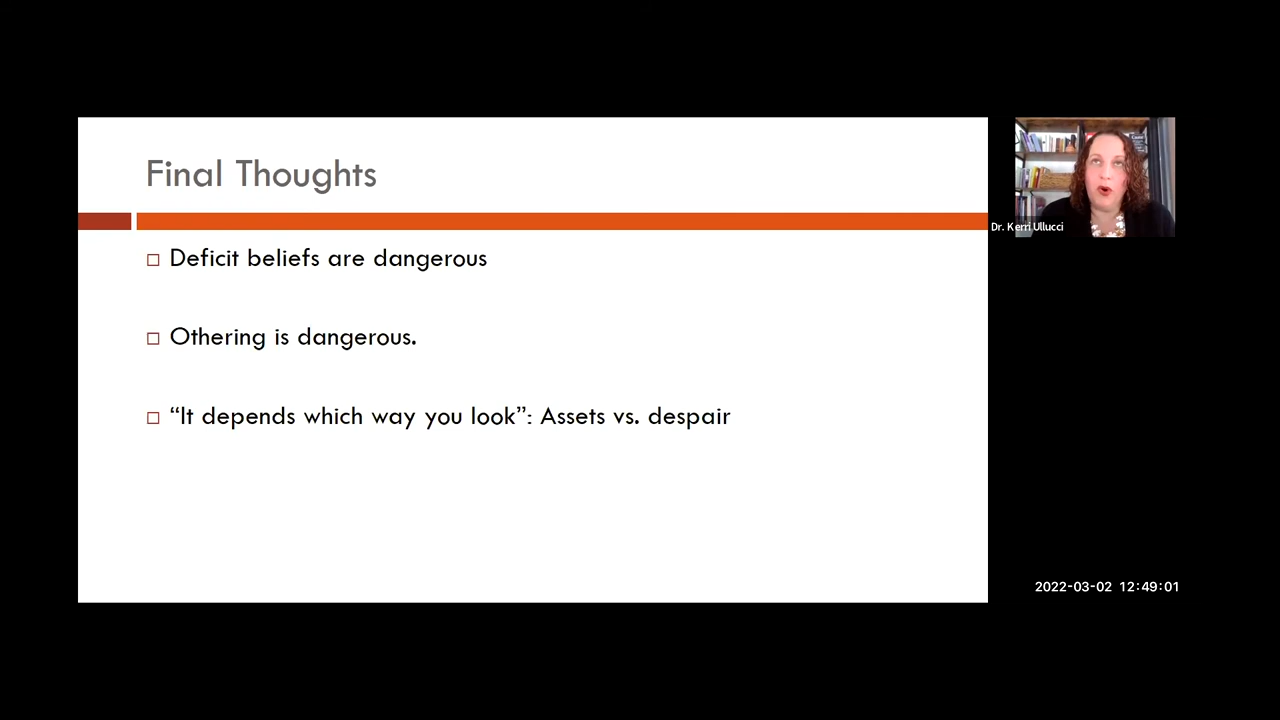 Final Thoughts
Deficit beliefs are dangerous
Othering is dangerous.
“It depends which way you look”: Assets vs. despair
Dr. Kerri Ullucci
2022-03-02 12:49:01